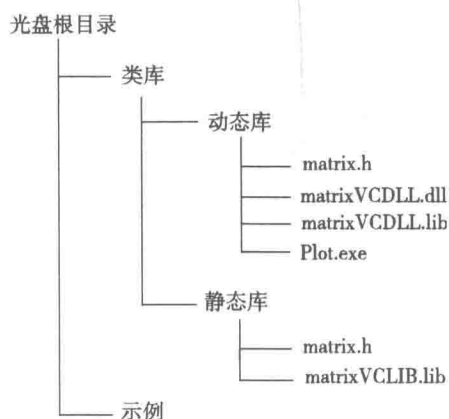 光盘根目录
类库
动态库
matrix.h
matrixVCDLL.dll
matrixVCDLL.lib
Plot.exe
静态库
matrix.h
matrixVCLIB.lib
示例